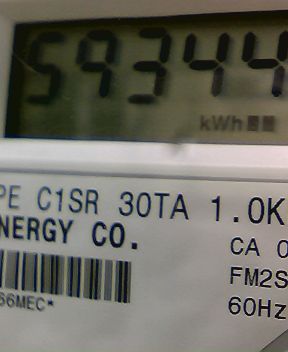 59344
kWh
PE C1SR 30TA 1.0K
NERGY CO.
CA 0
FM2S
66MEC*
60Hz